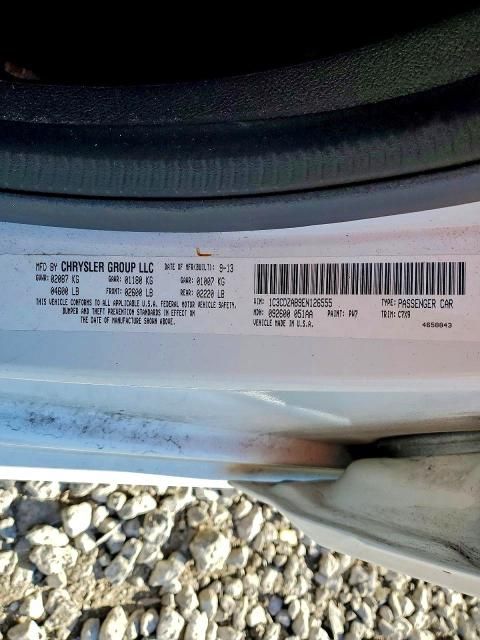 MFD BY CHRYSLER GROUP LLC DATE OF MFR(BUILT): 9-13
GVWR: 02087 KG GAWR: 01180 KG GAWR: 01007 KG
04600 LB FRONT: 02600 LB REAR: 02220 LB
THIS VEHICLE CONFORMS TO ALL APPLICABLE U.S.A. FEDERAL MOTOR VEHICLE SAFETY,
BUMPER AND THEFT PREVENTION STANDARDS IN EFFECT ON
THE DATE OF MANUFACTURE SHOWN ABOVE.
VIN: 1C3CDZAB9EN126555 TYPE: PASSENGER CAR
MDH: 092600 051AA PAINT: PW7 TRIM: C7X9
VEHICLE MADE IN U.S.A. 4658843